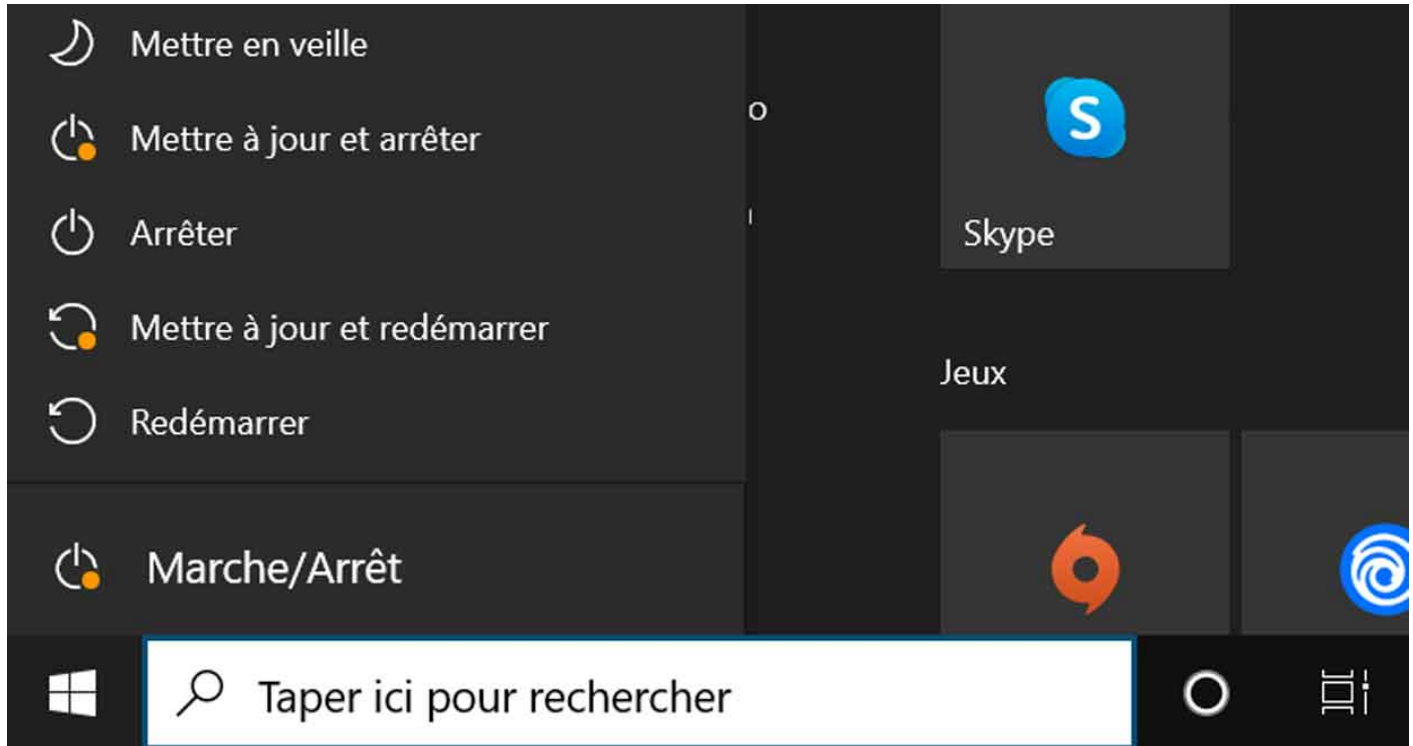 Mettre en veille
Mettre à jour et arrêter
Arrêter
Mettre à jour et redémarrer
Redémarrer
Marche/Arrêt
Taper ici pour rechercher
o
S
Skype
Jeux